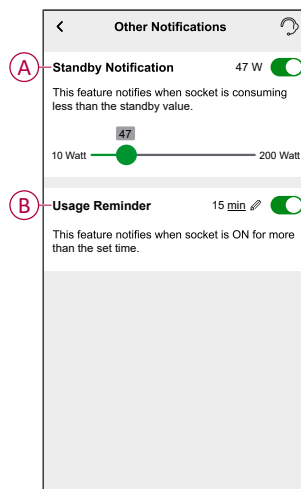 Other Notifications
A
Standby Notification 47 W
This feature notifies when socket is consuming
less than the standby value.
47
10 Watt 200 Watt
B
Usage Reminder 15 min
This feature notifies when socket is ON for more
than the set time.